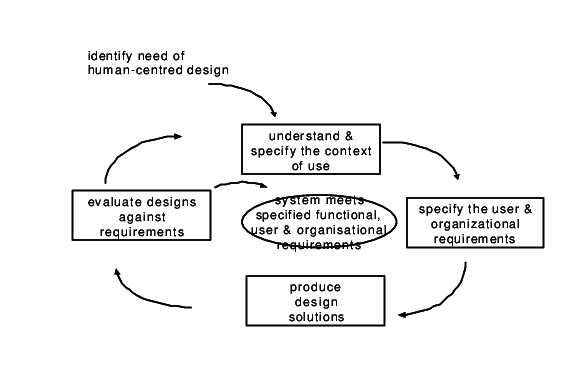 identify need of
human-centred design
understand &
specify the context
of use
evaluate designs
against
requirements
system meets
specified functional,
user & organisational
requirements
specify the user &
organizational
requirements
produce
design
solutions